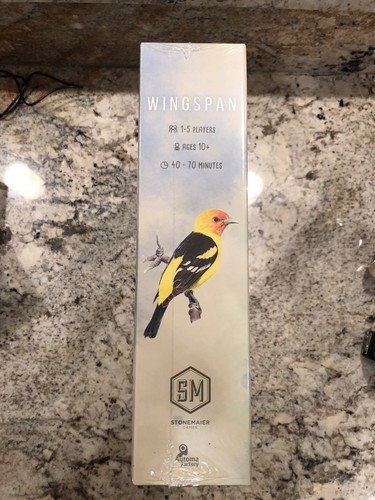 WINGSPAN
1-5 PLAYERS
AGES 10+
40 - 70 MINUTES
SM
STONEMAIER
GAMES
Automa
Factory